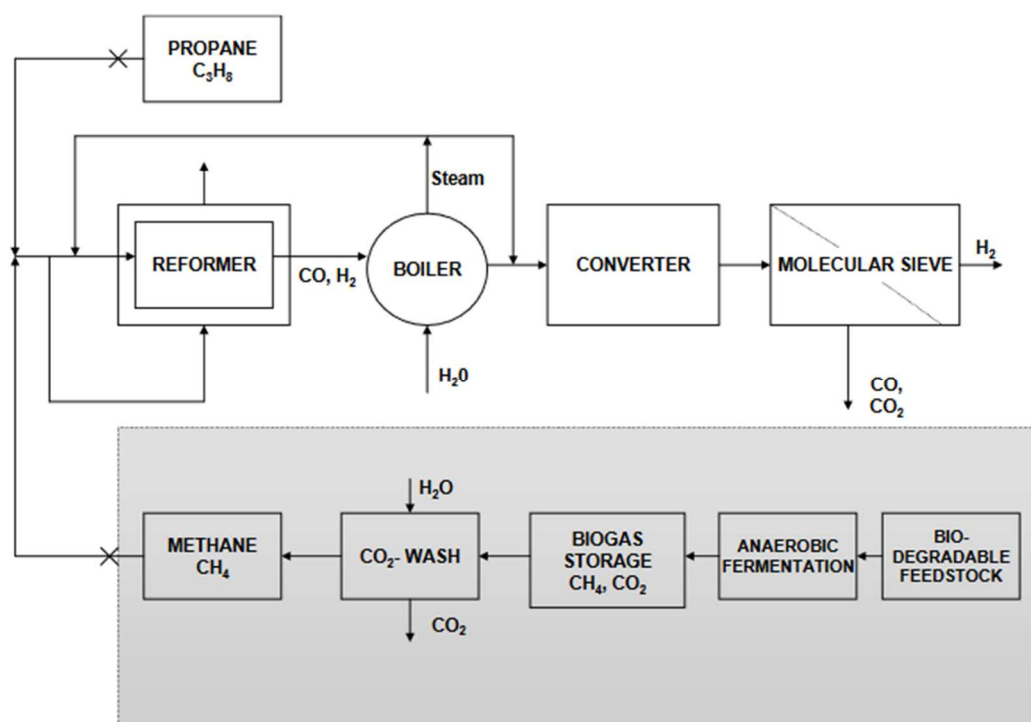 PROPANE
C₃H₈
Steam
REFORMER
CO, H₂
BOILER
CONVERTER
MOLECULAR SIEVE
H₂
H₂0
CO,
CO₂
H₂O
METHANE
CH₄
CO₂- WASH
BIOGAS
STORAGE
CH₄, CO₂
ANAEROBIC
FERMENTATION
BIO-
DEGRADABLE
FEEDSTOCK
CO₂